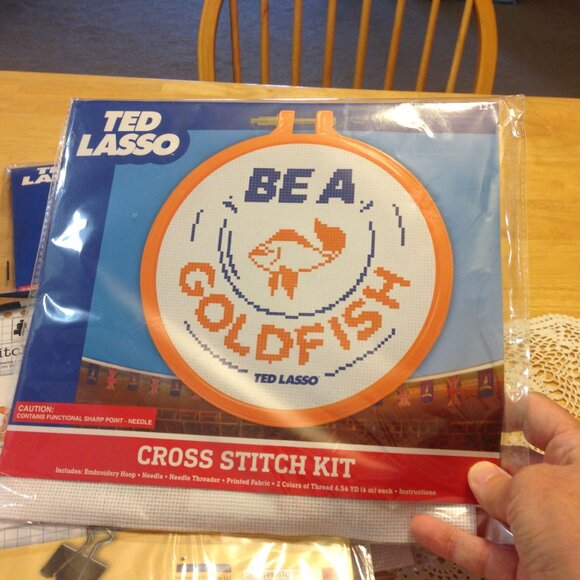 TED
LASSO
BE A
GOLDFISH
TED LASSO
CAUTION:
CONTAINS FUNCTIONAL SHARP POINT - NEEDLE
CROSS STITCH KIT
Includes: Embroidery Hoop • Needle • Needle Threader • Printed Fabric • 2 Colors of Thread 6.56 YD (6 m) each • Instructions